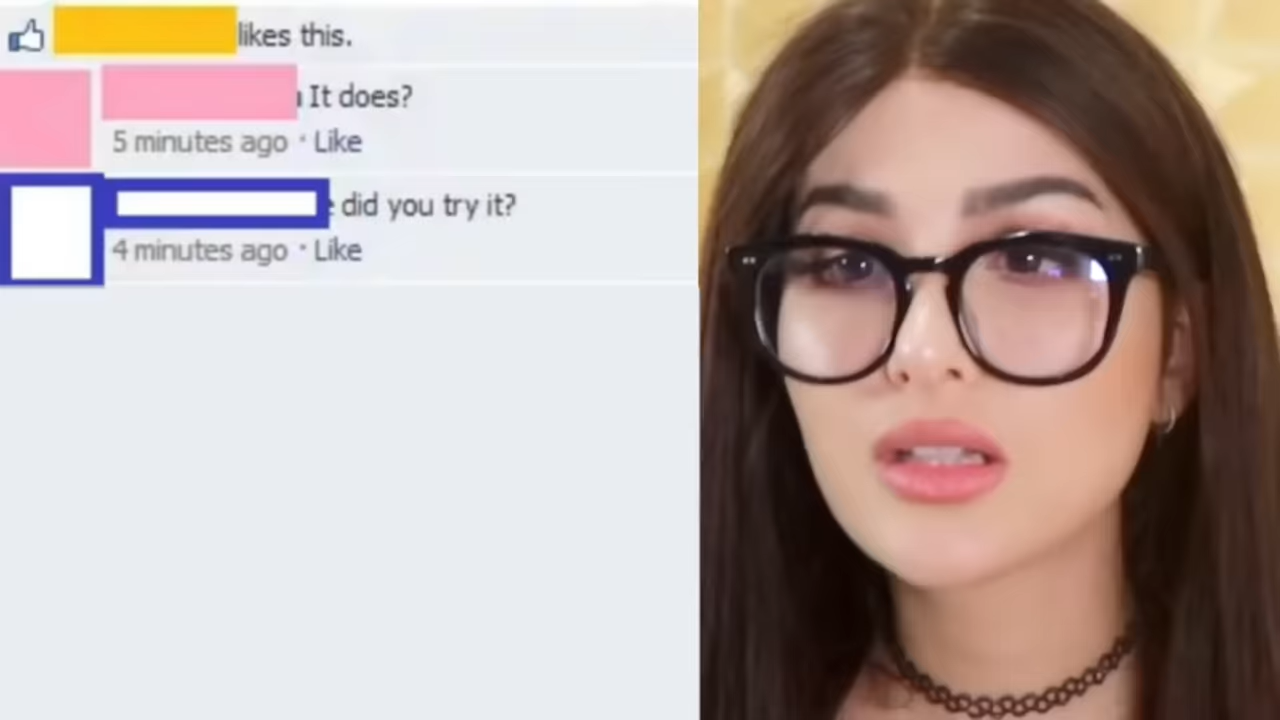 likes this.
It does?
5 minutes ago · Like
did you try it?
4 minutes ago · Like